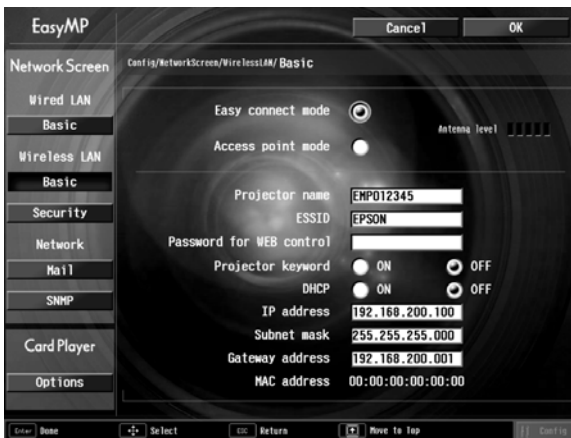 EasyMP
Cancel
OK
Network Screen
Config/NetworkScreen/WirelessLAN/Basic
Wired LAN
Basic
Wireless LAN
Basic
Security
Network
Mail
SNMP
Card Player
Options
Easy connect mode
Antenna level
Access point mode
Projector name EMP012345
ESSID EPSON
Password for WEB control
Projector keyword ON OFF
DHCP ON OFF
IP address 192.168.200.100
Subnet mask 255.255.255.000
Gateway address 192.168.200.001
MAC address 00:00:00:00:00:00
Enter Done Select ESC Return Move to Top Config